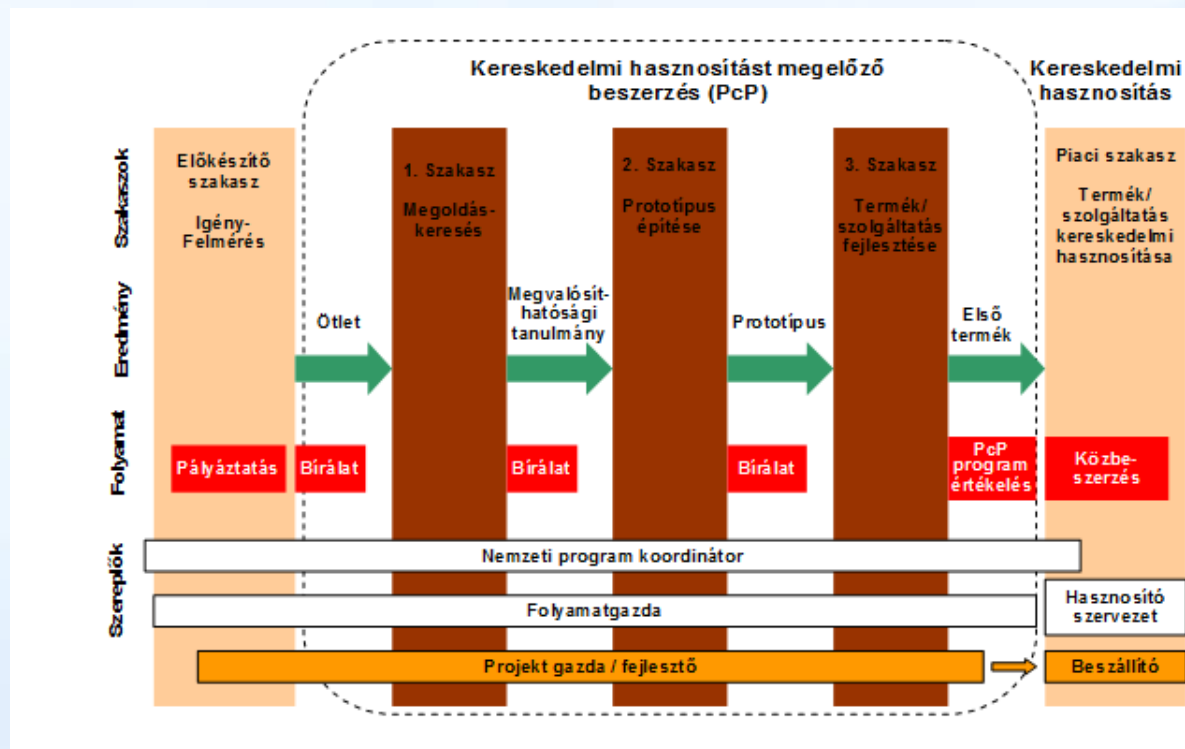 Kereskedelmi hasznosítást megelőző
beszerzés (PcP)
Kereskedelmi
hasznosítás
Szakaszok
Előkészítő
szakasz
Igény-
Felmérés
1. Szakasz
Megoldás-
keresés
2. Szakasz
Prototípus
építése
3. Szakasz
Termék/
szolgáltatás
fejlesztése
Piaci szakasz
Termék/
szolgáltatás
kereskedelmi
hasznosítása
Eredmény
Ötlet
Megvalósít-
hatósági
tanulmány
Prototípus
Első
termék
Folyamat
Pályáztatás
Bírálat
Bírálat
Bírálat
PcP
program
értékelés
Közbe-
szerzés
Szereplők
Nemzeti program koordinátor
Folyamatgazda
Hasznosító
szervezet
Projekt gazda / fejlesztő
Beszállító